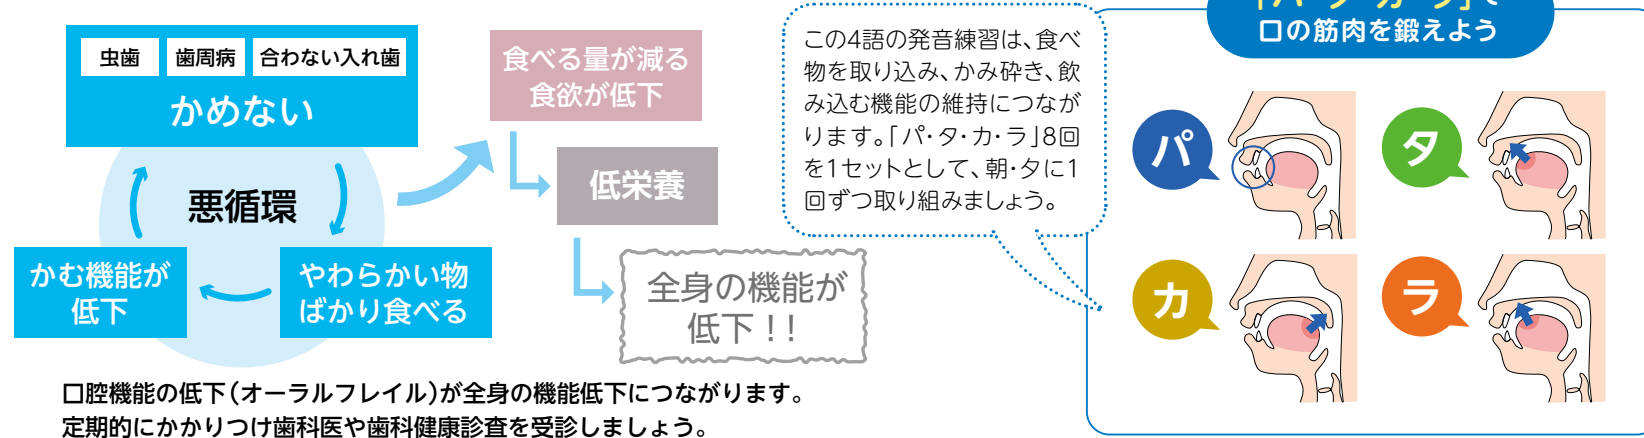 虫歯
歯周病
合わない入れ歯
かめない
悪循環
かむ機能が
低下
やわらかい物
ばかり食べる
食べる量が減る
食欲が低下
低栄養
全身の機能が
低下！！
口腔機能の低下（オーラルフレイル）が全身の機能低下につながります。
定期的にかかりつけ歯科医や歯科健康診査を受診しましょう。
この4語の発音練習は、食べ
物を取り込み、かみ砕き、飲
み込む機能の維持につなが
ります。「パ・タ・カ・ラ」8回
を1セットとして、朝・夕に1
回ずつ取り組みましょう。
「パ・タ・カ・ラ」で
口の筋肉を鍛えよう
パ
タ
カ
ラ